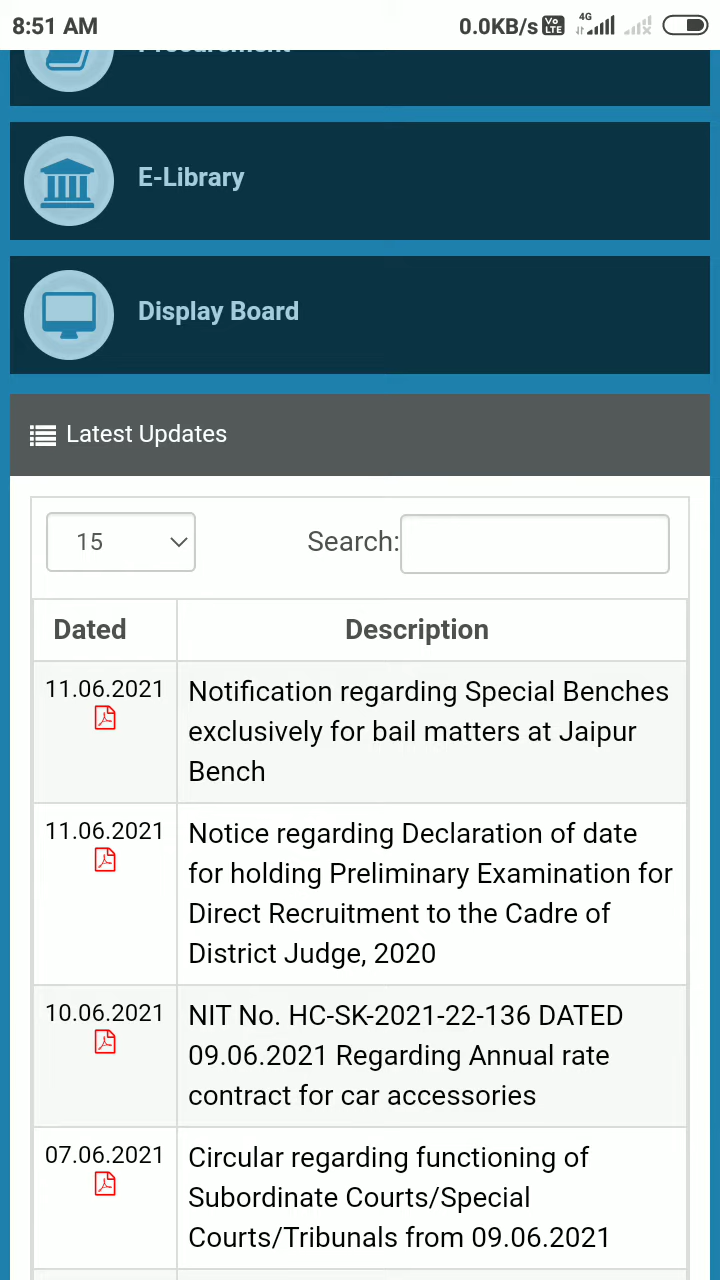 8:51 AM 0.0KB/s Vo LTE 4G
Procurement
E-Library
Display Board
Latest Updates
15 Search:
Dated Description
11.06.2021 Notification regarding Special Benches
exclusively for bail matters at Jaipur
Bench
11.06.2021 Notice regarding Declaration of date
for holding Preliminary Examination for
Direct Recruitment to the Cadre of
District Judge, 2020
10.06.2021 NIT No. HC-SK-2021-22-136 DATED
09.06.2021 Regarding Annual rate
contract for car accessories
07.06.2021 Circular regarding functioning of
Subordinate Courts/Special
Courts/Tribunals from 09.06.2021